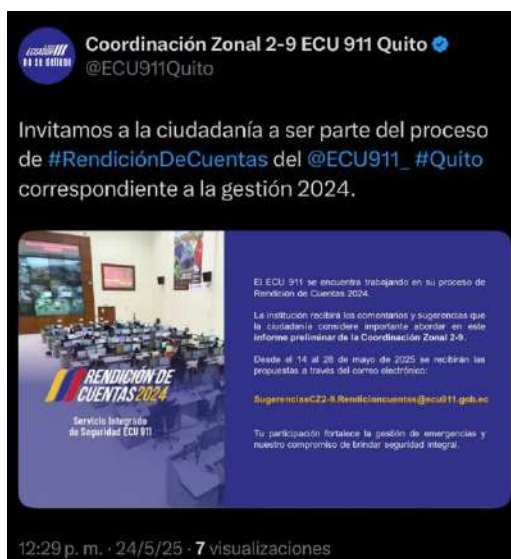 Coordinación Zonal 2-9 ECU 911 Quito
@ECU911Quito
no se detiene
Invitamos a la ciudadanía a ser parte del proceso
de #RendiciónDeCuentas del @ECU911_ #Quito
correspondiente a la gestión 2024.
RENDICIÓN DE
CUENTAS 2024
Servicio Integrado
de Seguridad ECU 911
El ECU 911 se encuentra trabajando en su proceso de
Rendición de Cuentas 2024.
La institución recibirá los comentarios y sugerencias que
la ciudadanía considere importante abordar en este
informe preliminar de la Coordinación Zonal 2-9.
Desde el 14 al 28 de mayo de 2025 se recibirán las
propuestas a través del correo electrónico:
SugerenciasCZ2-9.Rendicioncuentas@ecu911.gob.ec
Tu participación fortalece la gestión de emergencias y
nuestro compromiso de brindar seguridad integral.
12:29 p. m. · 24/5/25 · 7 visualizaciones